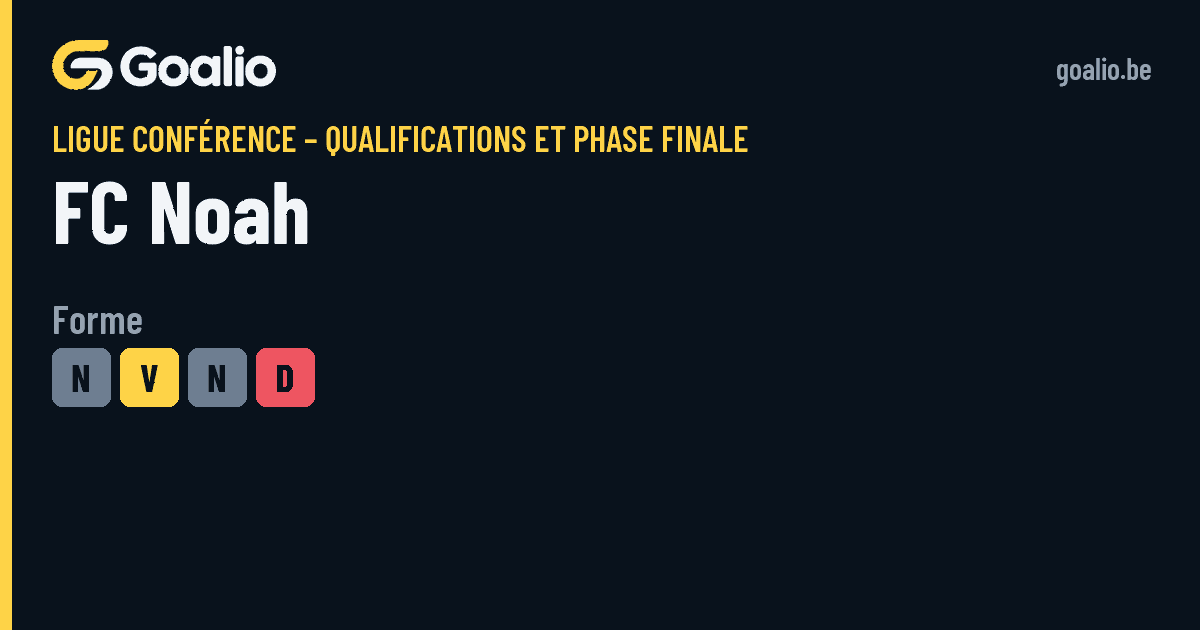 Goalio
goalio.be
LIGUE CONFÉRENCE – QUALIFICATIONS ET PHASE FINALE
FC Noah
Forme
N V N D